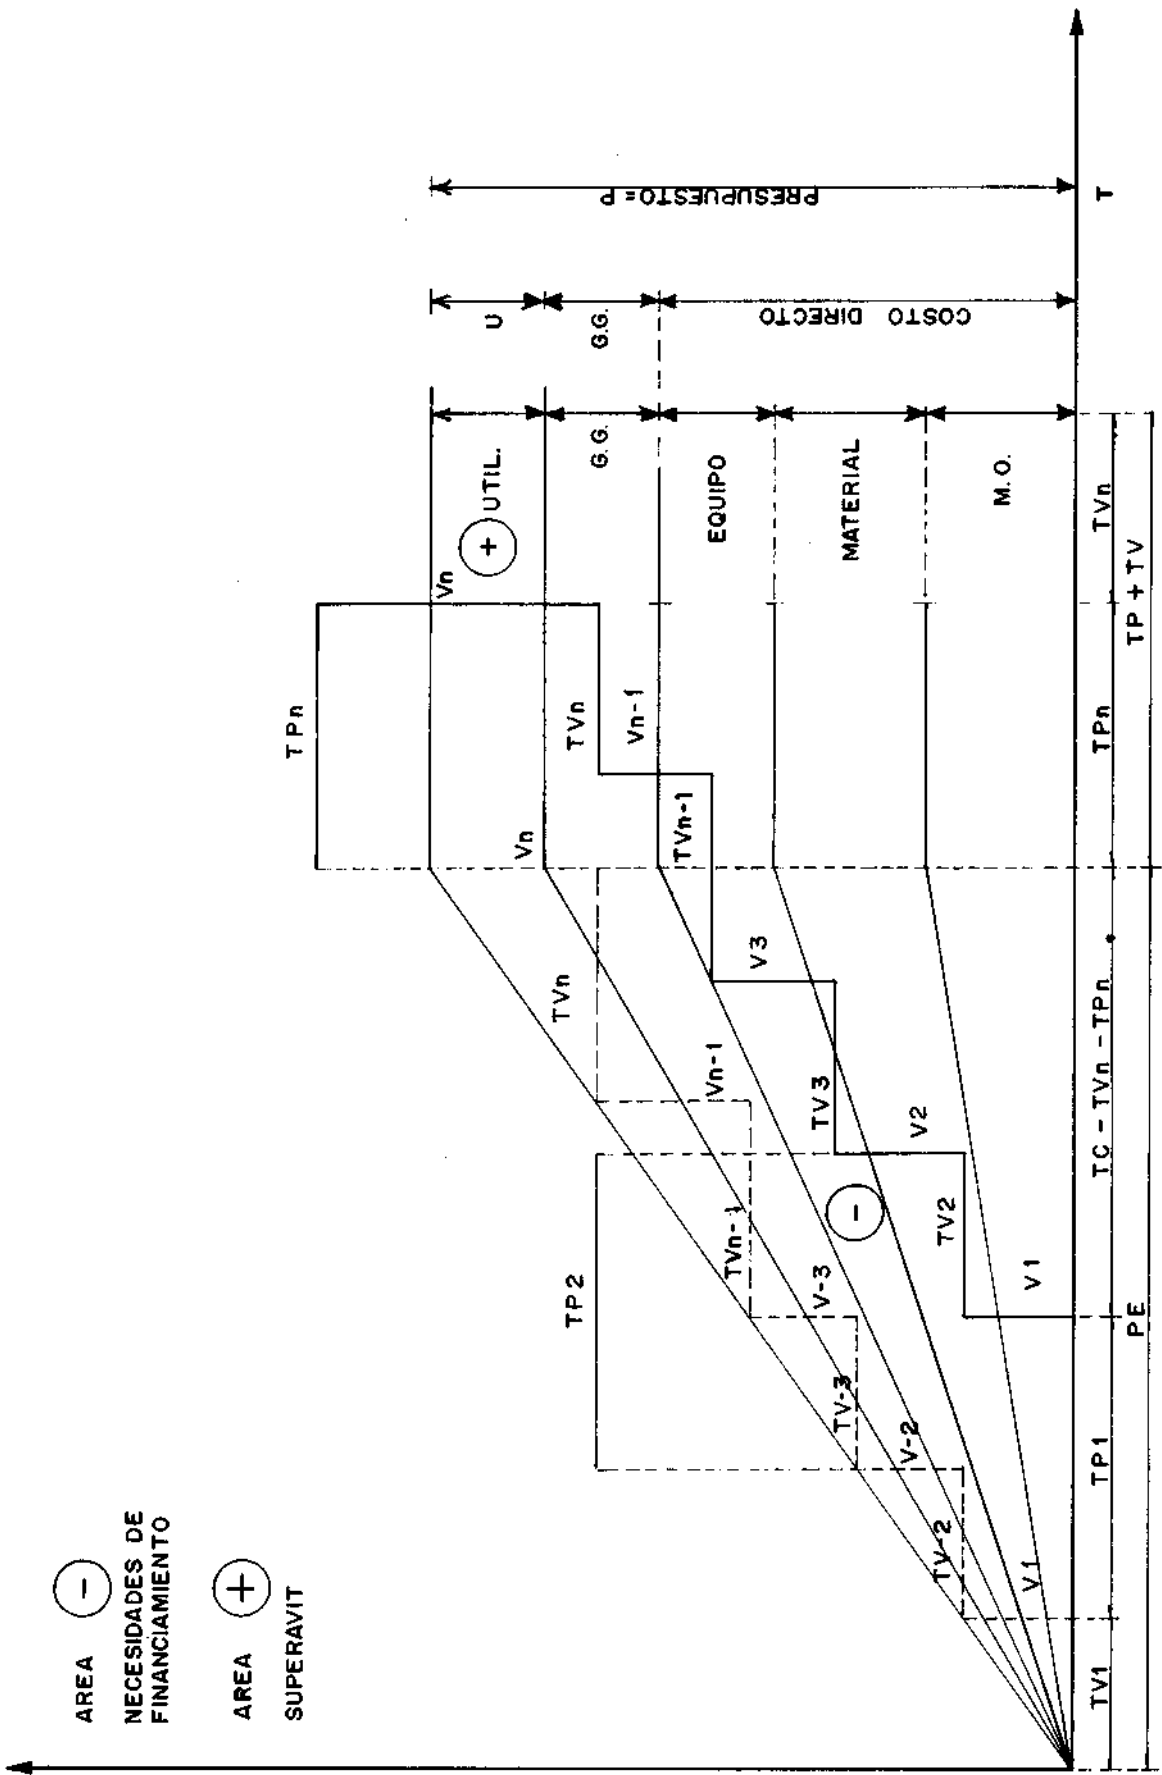 AREA -
NECESIDADES DE
FINANCIAMIENTO
AREA +
SUPERAVIT
TPn
Vn
+ UTIL.
U
PRESUPUESTO = P
Vn
TVn
G.G.
G.G.
TVn
Vn-1
TP2
TVn-1
EQUIPO
COSTO DIRECTO
Vn-1
V3
TVn-1
V-3
TV3
-
MATERIAL
TV-3
V-2
V2
TV2
M.O.
TV-2
V1
V1
TV1
TP1
TC - TVn - TPn
TPn
TVn
T
PE
TP + TV